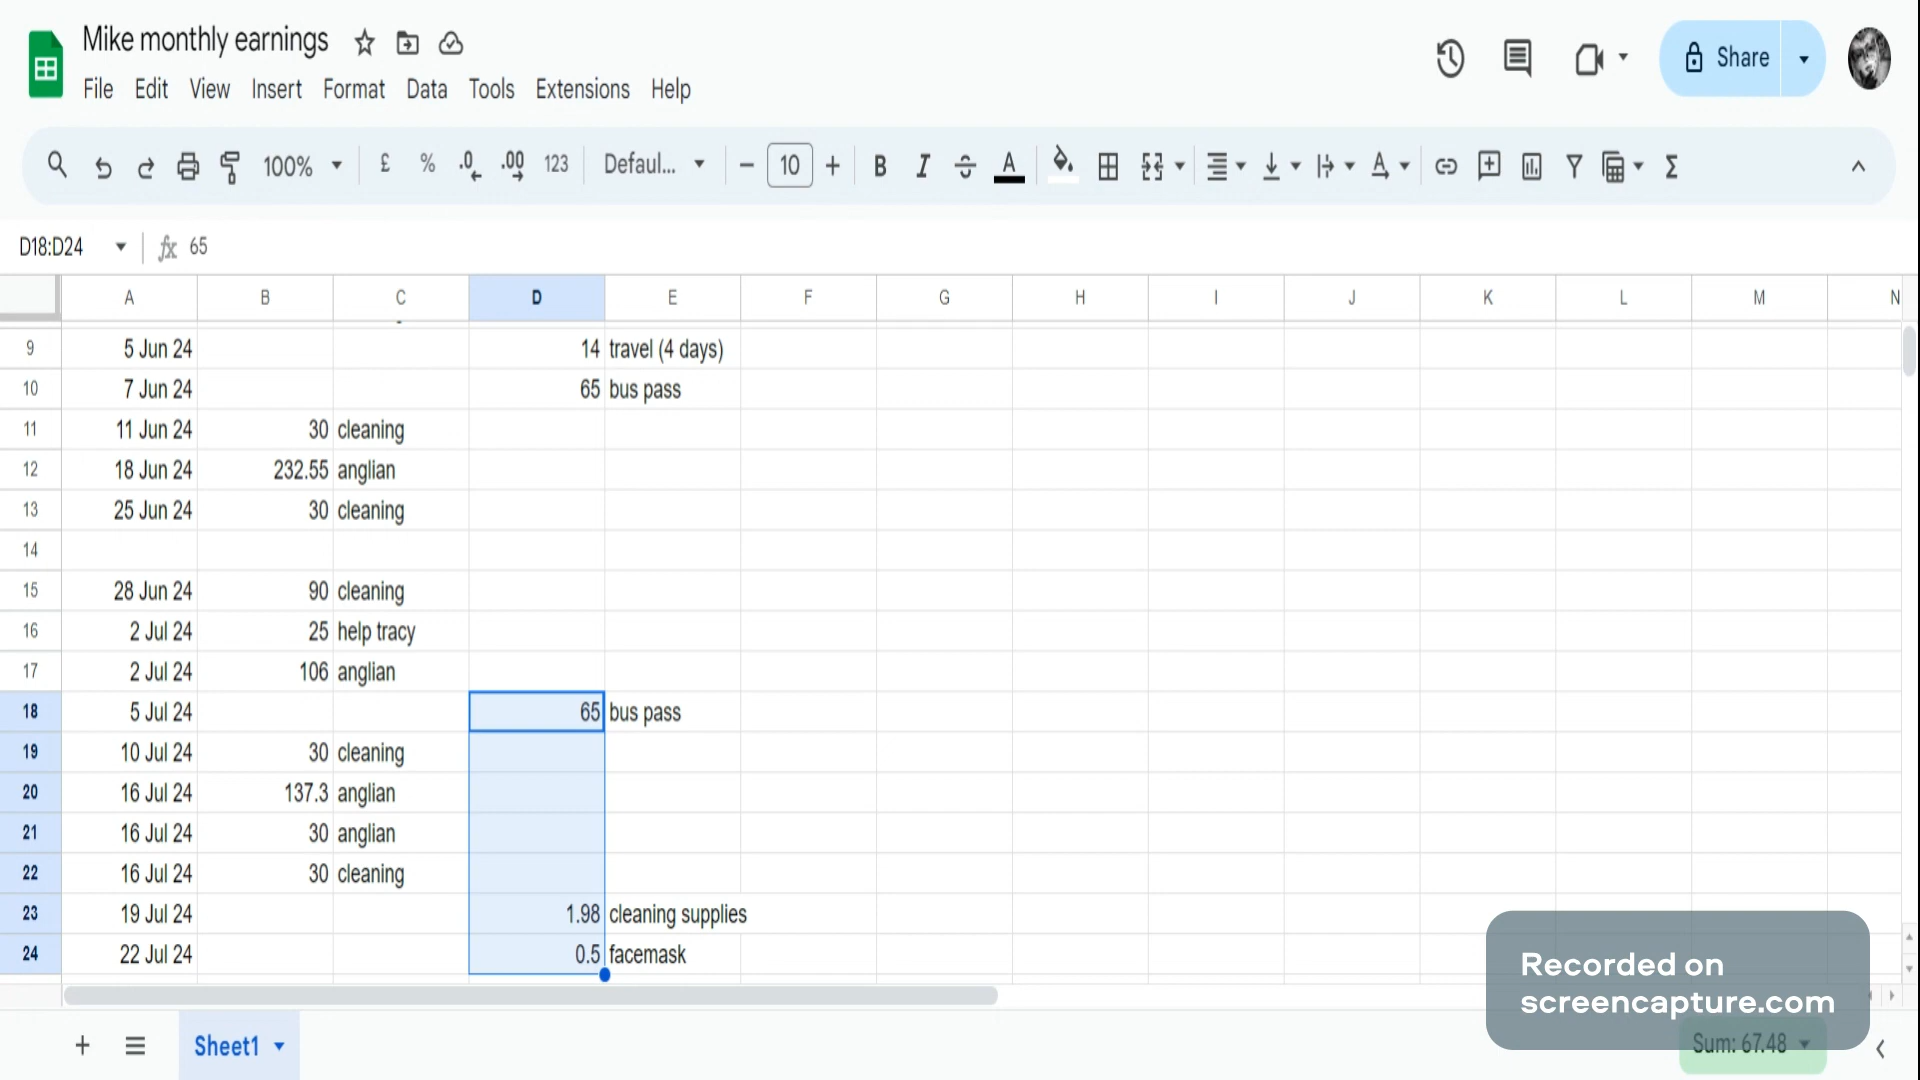 Mike monthly earnings
File Edit View Insert Format Data Tools Extensions Help
Share
100% £ % .0 .00 123 Defaul... − 10 + B I S A Σ
D18:D24 fx 65
A B C D E F G H I J K L M N
9 5 Jun 24 14 travel (4 days)
10 7 Jun 24 65 bus pass
11 11 Jun 24 30 cleaning
12 18 Jun 24 232.55 anglian
13 25 Jun 24 30 cleaning
14
15 28 Jun 24 90 cleaning
16 2 Jul 24 25 help tracy
17 2 Jul 24 106 anglian
18 5 Jul 24 65 bus pass
19 10 Jul 24 30 cleaning
20 16 Jul 24 137.3 anglian
21 16 Jul 24 30 anglian
22 16 Jul 24 30 cleaning
23 19 Jul 24 1.98 cleaning supplies
24 22 Jul 24 0.5 facemask
Recorded on
screencapture.com
Sheet1
Sum: 67.48